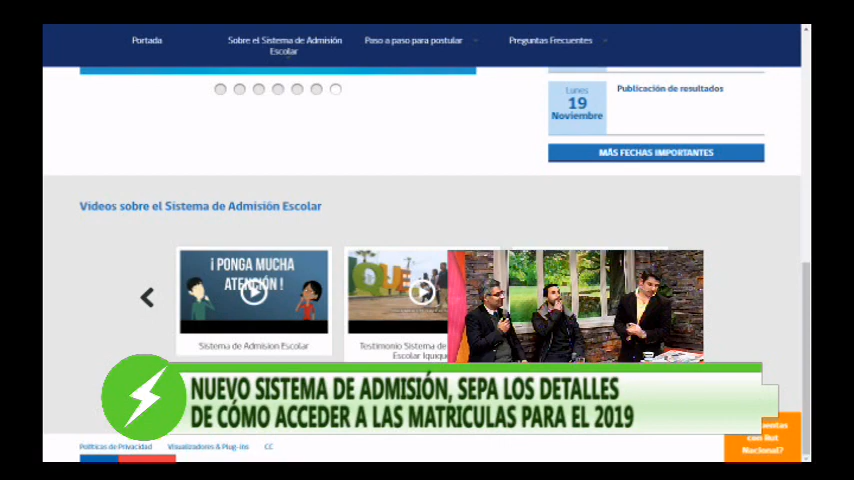 Portada
Sobre el Sistema de Admisión
Escolar
Paso a paso para postular
Preguntas Frecuentes
Lunes
19
Noviembre
Publicación de resultados
MÁS FECHAS IMPORTANTES
Videos sobre el Sistema de Admisión Escolar
¡ PONGA MUCHA
ATENCIÓN !
Sistema de Admision Escolar
Testimonio Sistema de
Escolar Iquique
NUEVO SISTEMA DE ADMISIÓN, SEPA LOS DETALLES
DE CÓMO ACCEDER A LAS MATRICULAS PARA EL 2019
con Rut
Nacional?
Políticas de Privacidad
Visualizadores & Plug-ins
CC